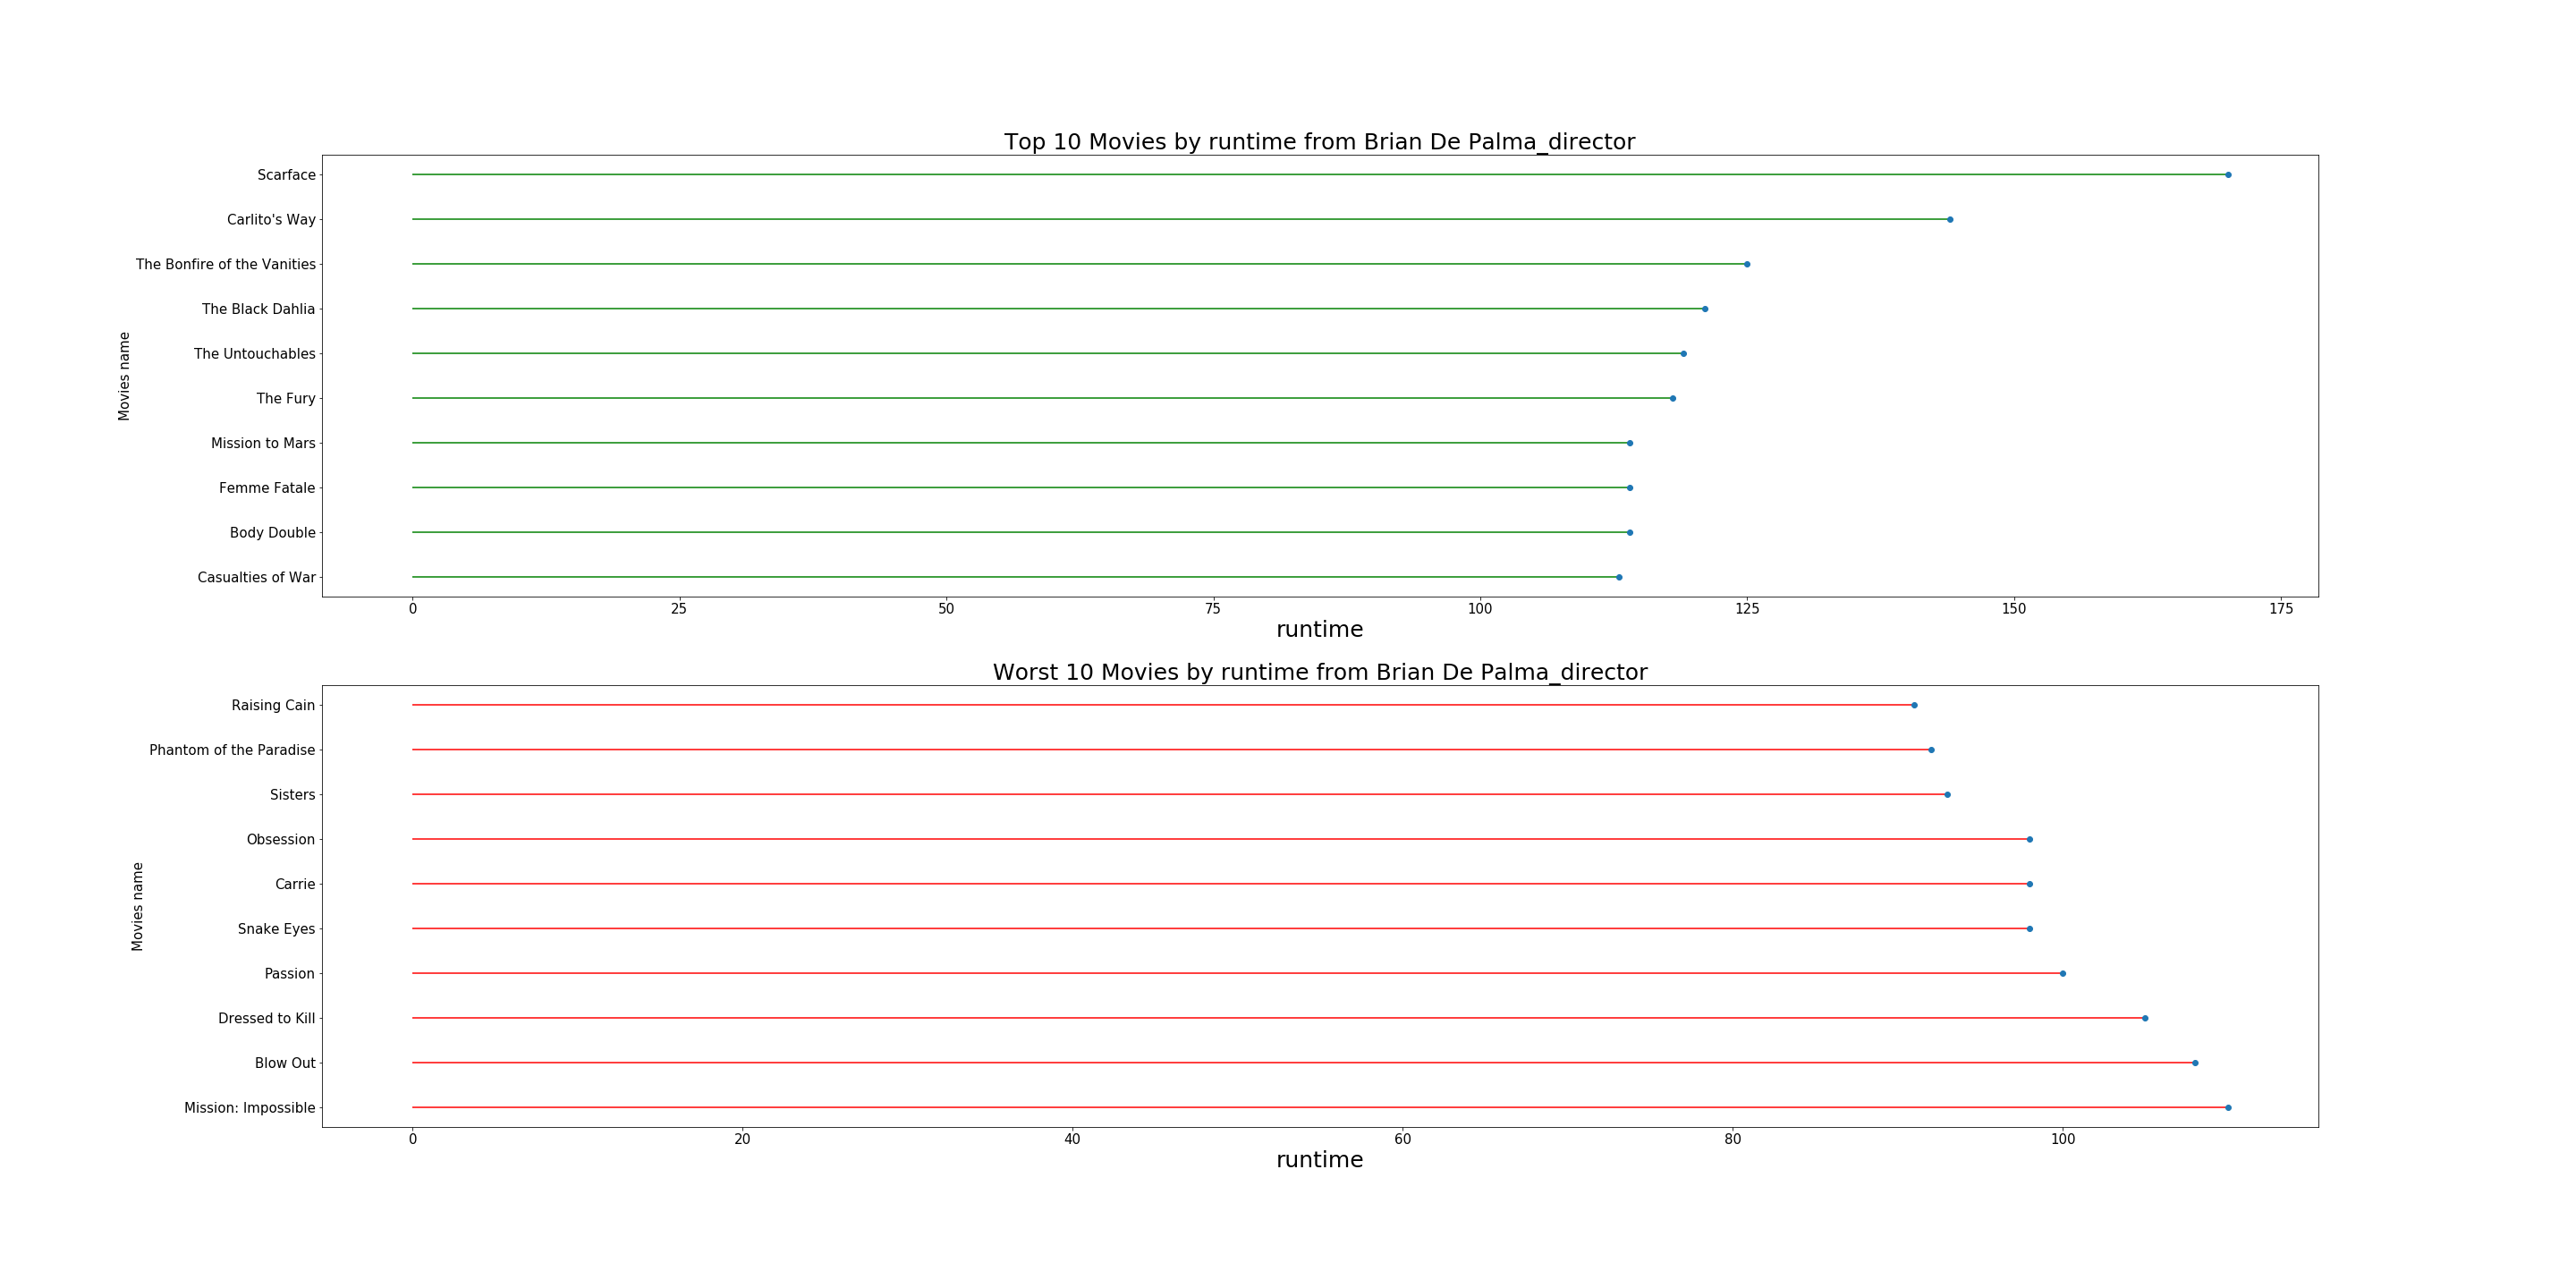 Top 10 Movies by runtime from Brian De Palma_director
Movies name
Scarface
Carlito's Way
The Bonfire of the Vanities
The Black Dahlia
The Untouchables
The Fury
Mission to Mars
Femme Fatale
Body Double
Casualties of War
0 25 50 75 100 125 150 175
runtime
Worst 10 Movies by runtime from Brian De Palma_director
Movies name
Raising Cain
Phantom of the Paradise
Sisters
Obsession
Carrie
Snake Eyes
Passion
Dressed to Kill
Blow Out
Mission: Impossible
0 20 40 60 80 100
runtime